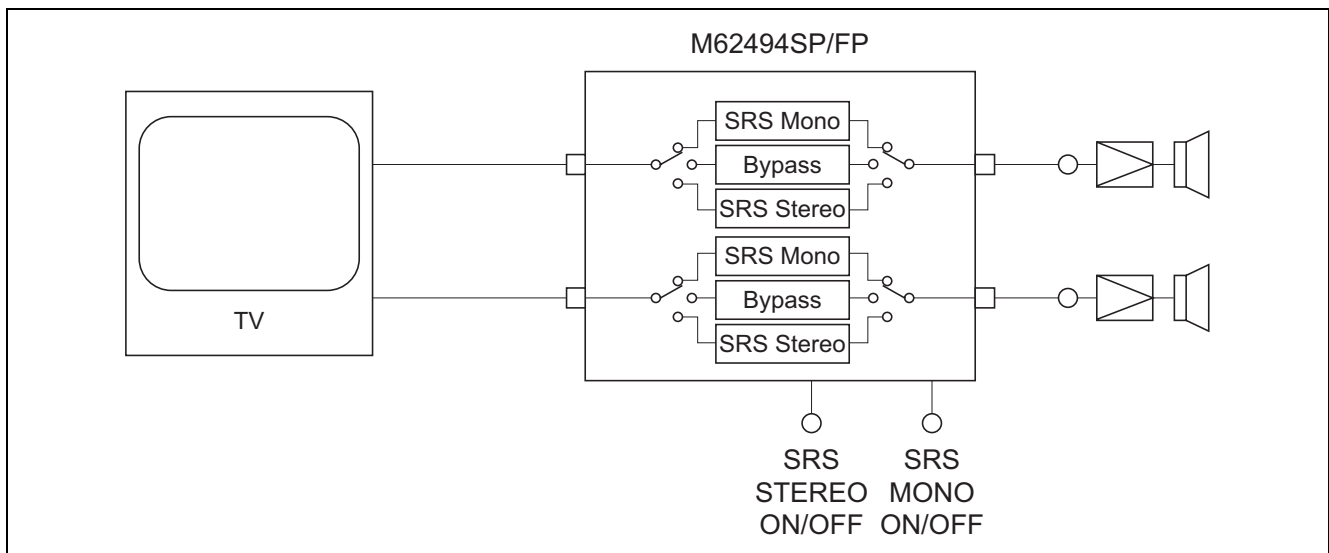 M62494SP/FP
SRS Mono
Bypass
SRS Stereo
SRS Mono
Bypass
SRS Stereo
TV
SRS
STEREO
ON/OFF
SRS
MONO
ON/OFF